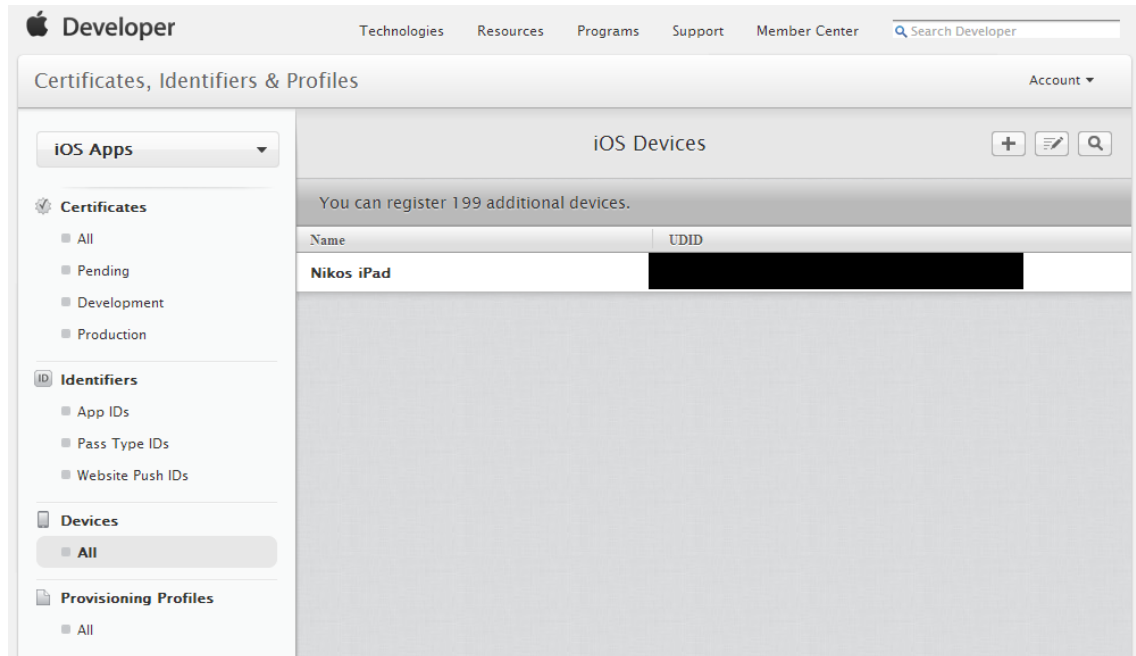 Developer
Technologies Resources Programs Support Member Center Search Developer
Certificates, Identifiers & Profiles
Account
iOS Apps
iOS Devices
You can register 199 additional devices.
Name UDID
Nikos iPad
Certificates
All
Pending
Development
Production
ID Identifiers
App IDs
Pass Type IDs
Website Push IDs
Devices
All
Provisioning Profiles
All